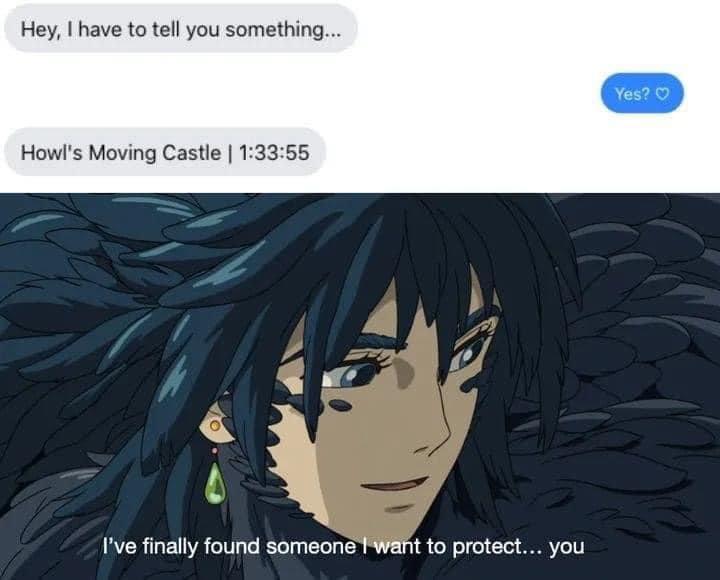 Hey, I have to tell you something...
Yes? ♡
Howl's Moving Castle | 1:33:55
I've finally found someone I want to protect... you